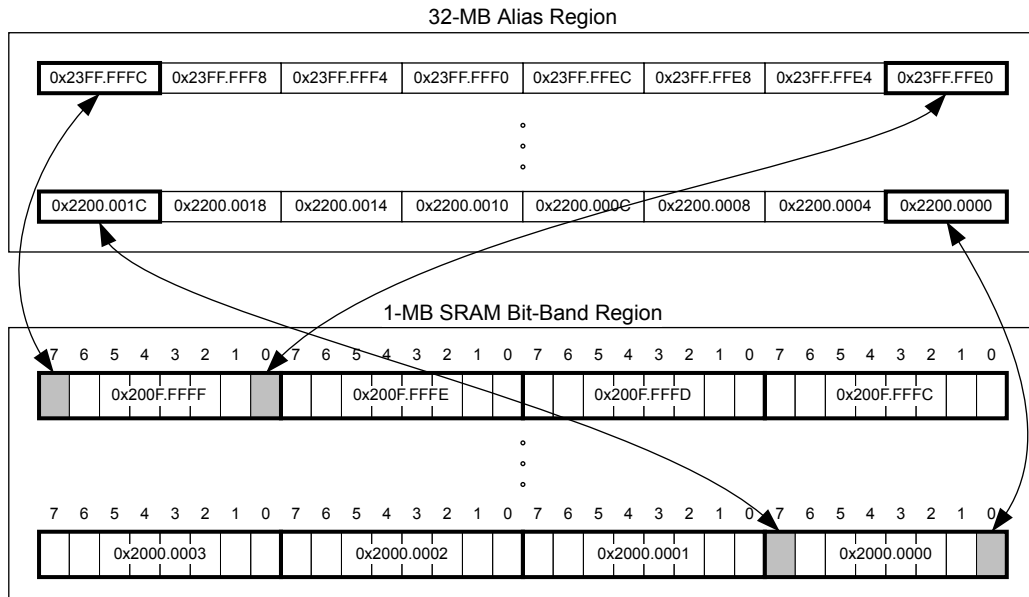 32-MB Alias Region
0x23FF.FFFC 0x23FF.FFF8 0x23FF.FFF4 0x23FF.FFF0 0x23FF.FFEC 0x23FF.FFE8 0x23FF.FFE4 0x23FF.FFE0
0x2200.001C 0x2200.0018 0x2200.0014 0x2200.0010 0x2200.000C 0x2200.0008 0x2200.0004 0x2200.0000
1-MB SRAM Bit-Band Region
7 6 5 4 3 2 1 0 7 6 5 4 3 2 1 0 7 6 5 4 3 2 1 0 7 6 5 4 3 2 1 0
0x200F.FFFF 0x200F.FFFE 0x200F.FFFD 0x200F.FFFC
7 6 5 4 3 2 1 0 7 6 5 4 3 2 1 0 7 6 5 4 3 2 1 0 7 6 5 4 3 2 1 0
0x2000.0003 0x2000.0002 0x2000.0001 0x2000.0000